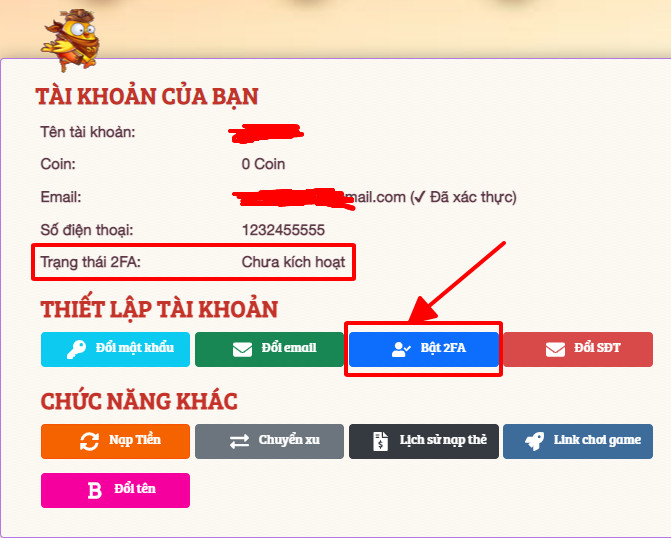 TÀI KHOẢN CỦA BẠN
Tên tài khoản:
Coin: 0 Coin
Email: mail.com (✓ Đã xác thực)
Số điện thoại: 1232455555
Trạng thái 2FA: Chưa kích hoạt
THIẾT LẬP TÀI KHOẢN
Đổi mật khẩu Đổi email Bật 2FA Đổi SĐT
CHỨC NĂNG KHÁC
Nạp Tiền Chuyển xu Lịch sử nạp thẻ Link chơi game
Đổi tên